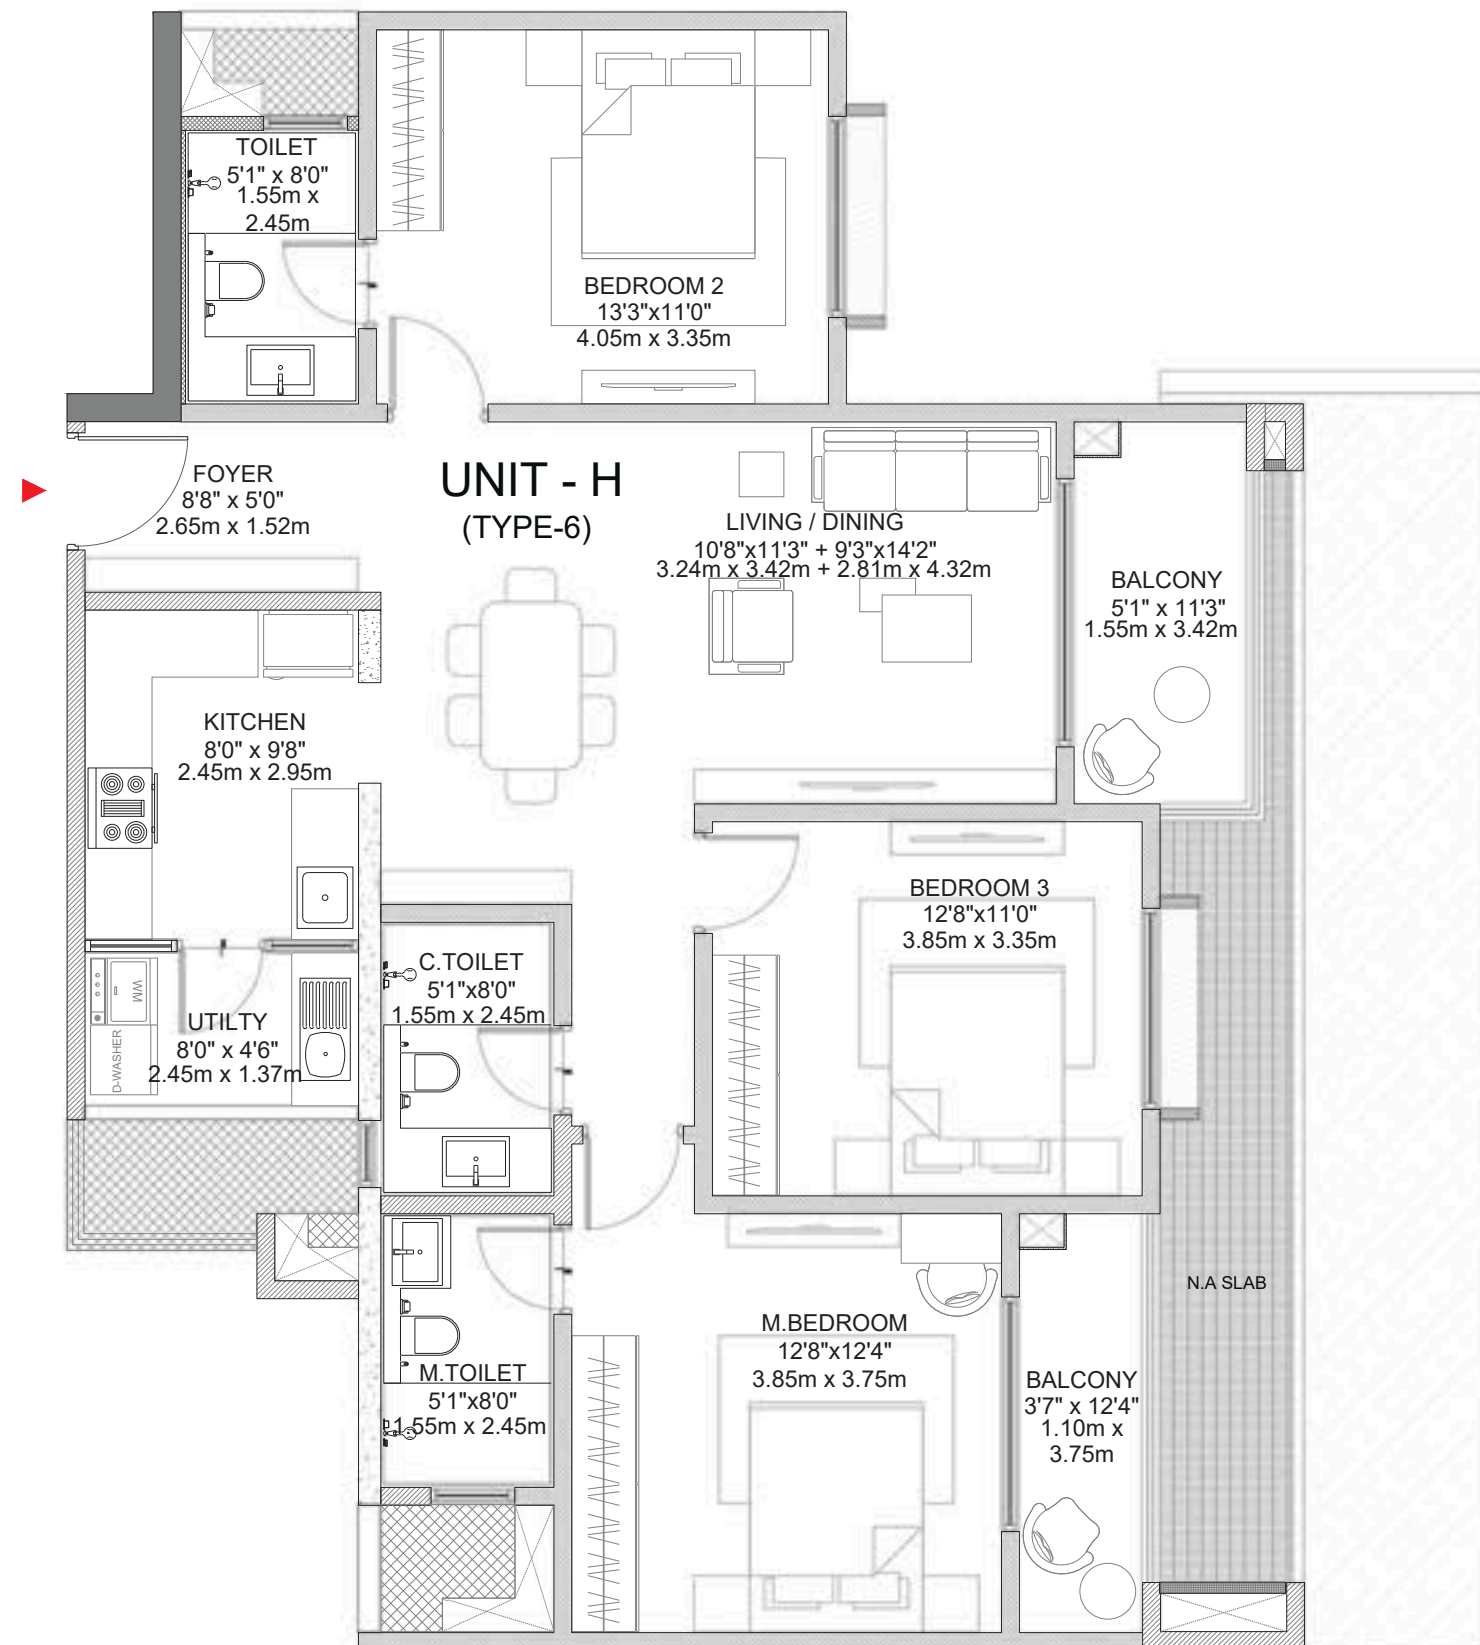 TOILET
5'1" x 8'0"
1.55m x
2.45m
BEDROOM 2
13'3"x11'0"
4.05m x 3.35m
FOYER
8'8" x 5'0"
2.65m x 1.52m
UNIT - H
(TYPE-6)
LIVING / DINING
10'8"x11'3" + 9'3"x14'2"
3.24m x 3.42m + 2.81m x 4.32m
BALCONY
5'1" x 11'3"
1.55m x 3.42m
KITCHEN
8'0" x 9'8"
2.45m x 2.95m
BEDROOM 3
12'8"x11'0"
3.85m x 3.35m
C.TOILET
5'1"x8'0"
1.55m x 2.45m
WM
D-WASHER
UTILTY
8'0" x 4'6"
2.45m x 1.37m
N.A SLAB
M.BEDROOM
12'8"x12'4"
3.85m x 3.75m
M.TOILET
5'1"x8'0"
1.55m x 2.45m
BALCONY
3'7" x 12'4"
1.10m x
3.75m